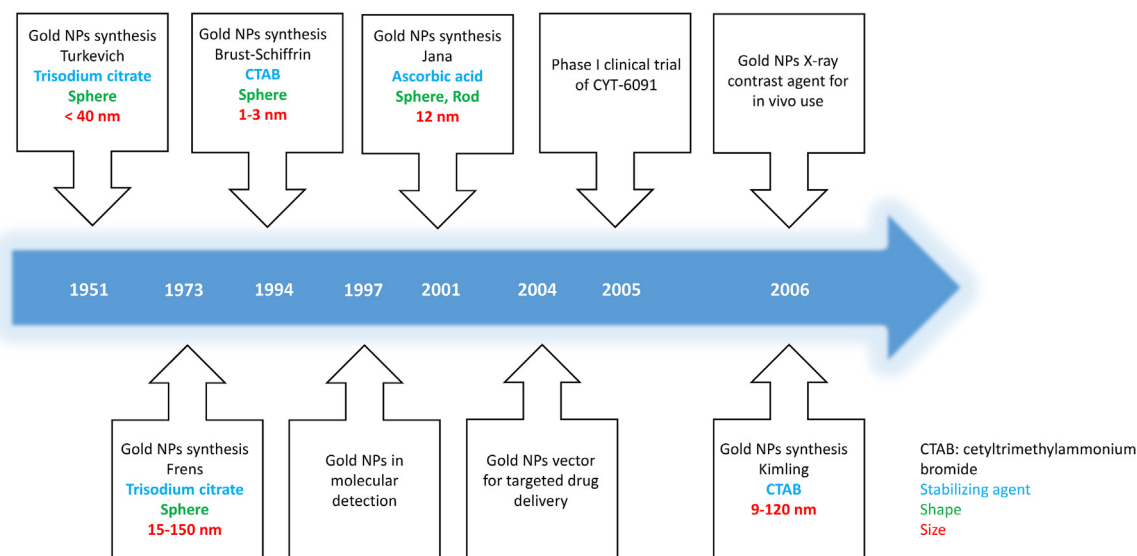 Gold NPs synthesis
Turkevich
Trisodium citrate
Sphere
< 40 nm
Gold NPs synthesis
Brust-Schiffrin
CTAB
Sphere
1-3 nm
Gold NPs synthesis
Jana
Ascorbic acid
Sphere, Rod
12 nm
Phase I clinical trial
of CYT-6091
Gold NPs X-ray
contrast agent for
in vivo use
1951
1973
1994
1997
2001
2004
2005
2006
Gold NPs synthesis
Frens
Trisodium citrate
Sphere
15-150 nm
Gold NPs in
molecular
detection
Gold NPs vector
for targeted drug
delivery
Gold NPs synthesis
Kimling
CTAB
9-120 nm
CTAB: cetyltrimethylammonium
bromide
Stabilizing agent
Shape
Size